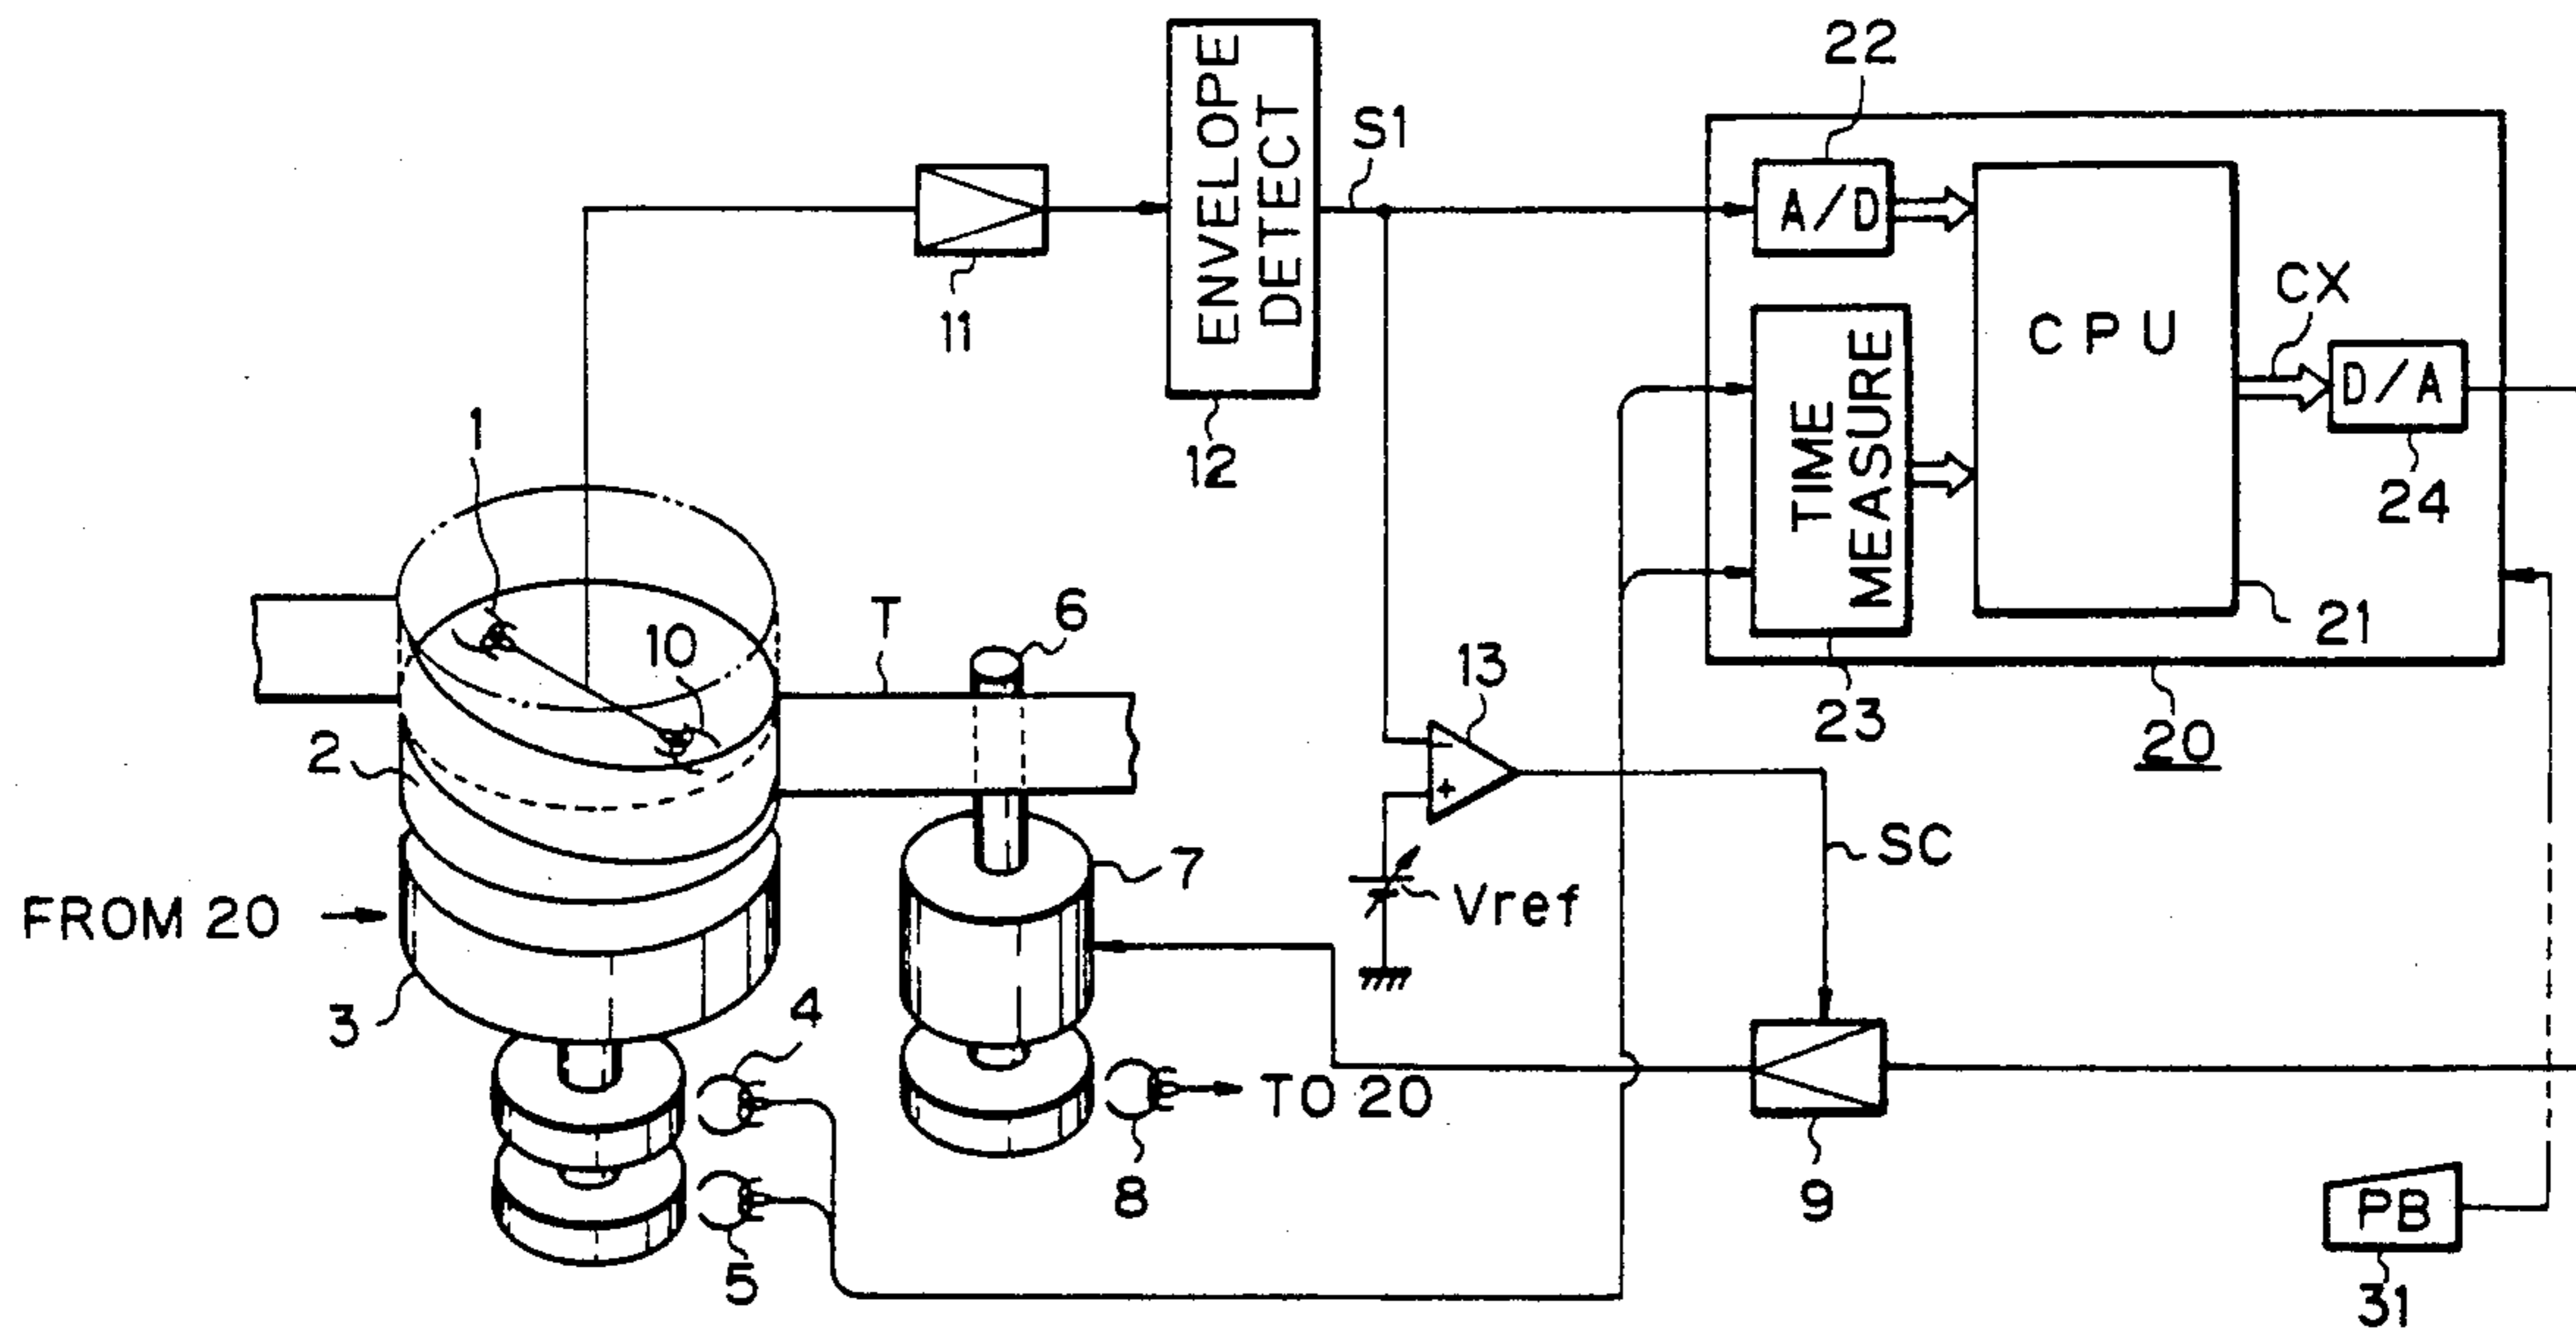 22
ENVELOPE
DETECT
S1
A/D
CPU
CX
D/A
11
12
TIME
MEASURE
24
1
21
T
6
10
13
23
20
2
SC
7
Vref
FROM 20
3
4
TO 20
8
9
PB
5
31